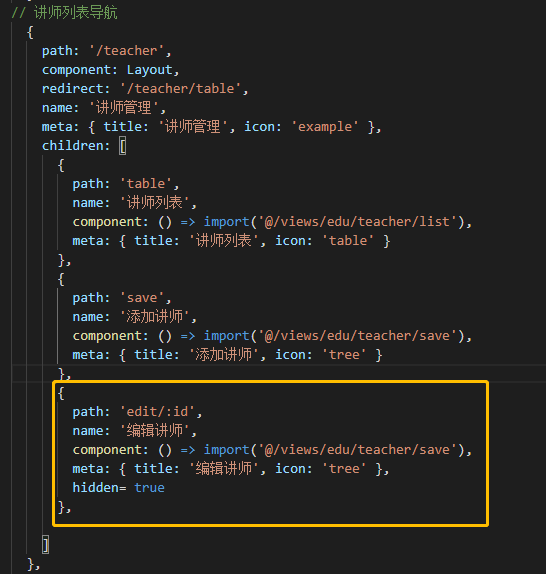 // 讲师列表导航
{
path: '/teacher',
component: Layout,
redirect: '/teacher/table',
name: '讲师管理',
meta: { title: '讲师管理', icon: 'example' },
children: [
{
path: 'table',
name: '讲师列表',
component: () => import('@/views/edu/teacher/list'),
meta: { title: '讲师列表', icon: 'table' }
},
{
path: 'save',
name: '添加讲师',
component: () => import('@/views/edu/teacher/save'),
meta: { title: '添加讲师', icon: 'tree' }
},
{
path: 'edit/:id',
name: '编辑讲师',
component: () => import('@/views/edu/teacher/save'),
meta: { title: '编辑讲师', icon: 'tree' },
hidden= true
},
]
},